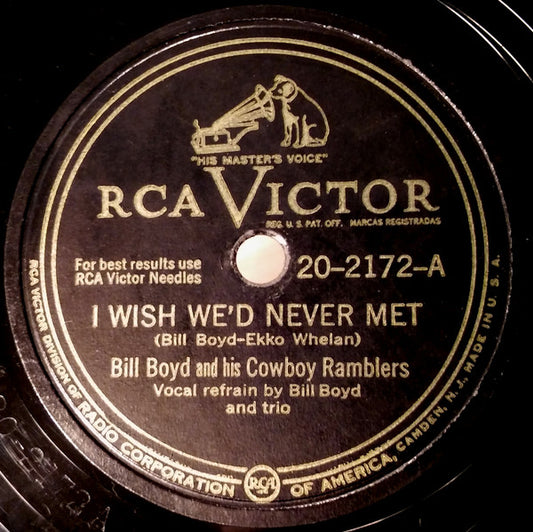 "HIS MASTER'S VOICE"
RCA VICTOR
REG. U. S. PAT. OFF. MARCAS REGISTRADAS
For best results use
RCA Victor Needles
20-2172-A
I WISH WE'D NEVER MET
(Bill Boyd-Ekko Whelan)
Bill Boyd and his Cowboy Ramblers
Vocal refrain by Bill Boyd
and trio
RCA VICTOR DIVISION OF RADIO CORPORATION OF AMERICA, CAMDEN, N. J. MADE IN U. S. A.
RCA